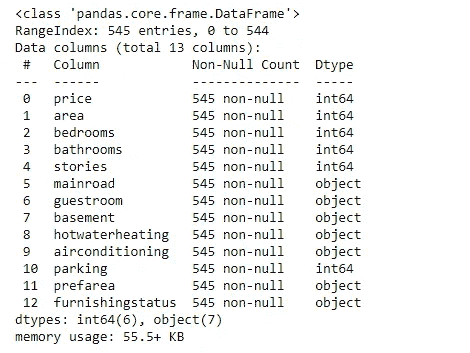 <class 'pandas.core.frame.DataFrame'>
RangeIndex: 545 entries, 0 to 544
Data columns (total 13 columns):
 #   Column            Non-Null Count  Dtype
---  ------            --------------  -----
 0   price             545 non-null    int64
 1   area              545 non-null    int64
 2   bedrooms          545 non-null    int64
 3   bathrooms         545 non-null    int64
 4   stories           545 non-null    int64
 5   mainroad          545 non-null    object
 6   guestroom         545 non-null    object
 7   basement          545 non-null    object
 8   hotwaterheating   545 non-null    object
 9   airconditioning   545 non-null    object
 10  parking           545 non-null    int64
 11  prefarea          545 non-null    object
 12  furnishingstatus  545 non-null    object
dtypes: int64(6), object(7)
memory usage: 55.5+ KB